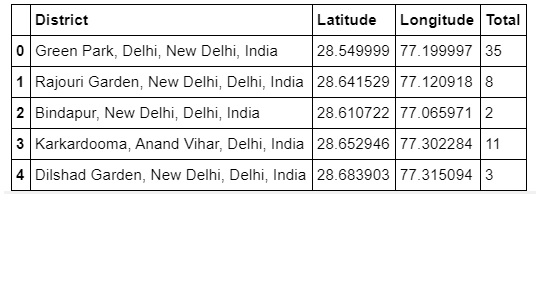 District Latitude Longitude Total
0 Green Park, Delhi, New Delhi, India 28.549999 77.199997 35
1 Rajouri Garden, New Delhi, Delhi, India 28.641529 77.120918 8
2 Bindapur, New Delhi, Delhi, India 28.610722 77.065971 2
3 Karkardooma, Anand Vihar, Delhi, India 28.652946 77.302284 11
4 Dilshad Garden, New Delhi, Delhi, India 28.683903 77.315094 3